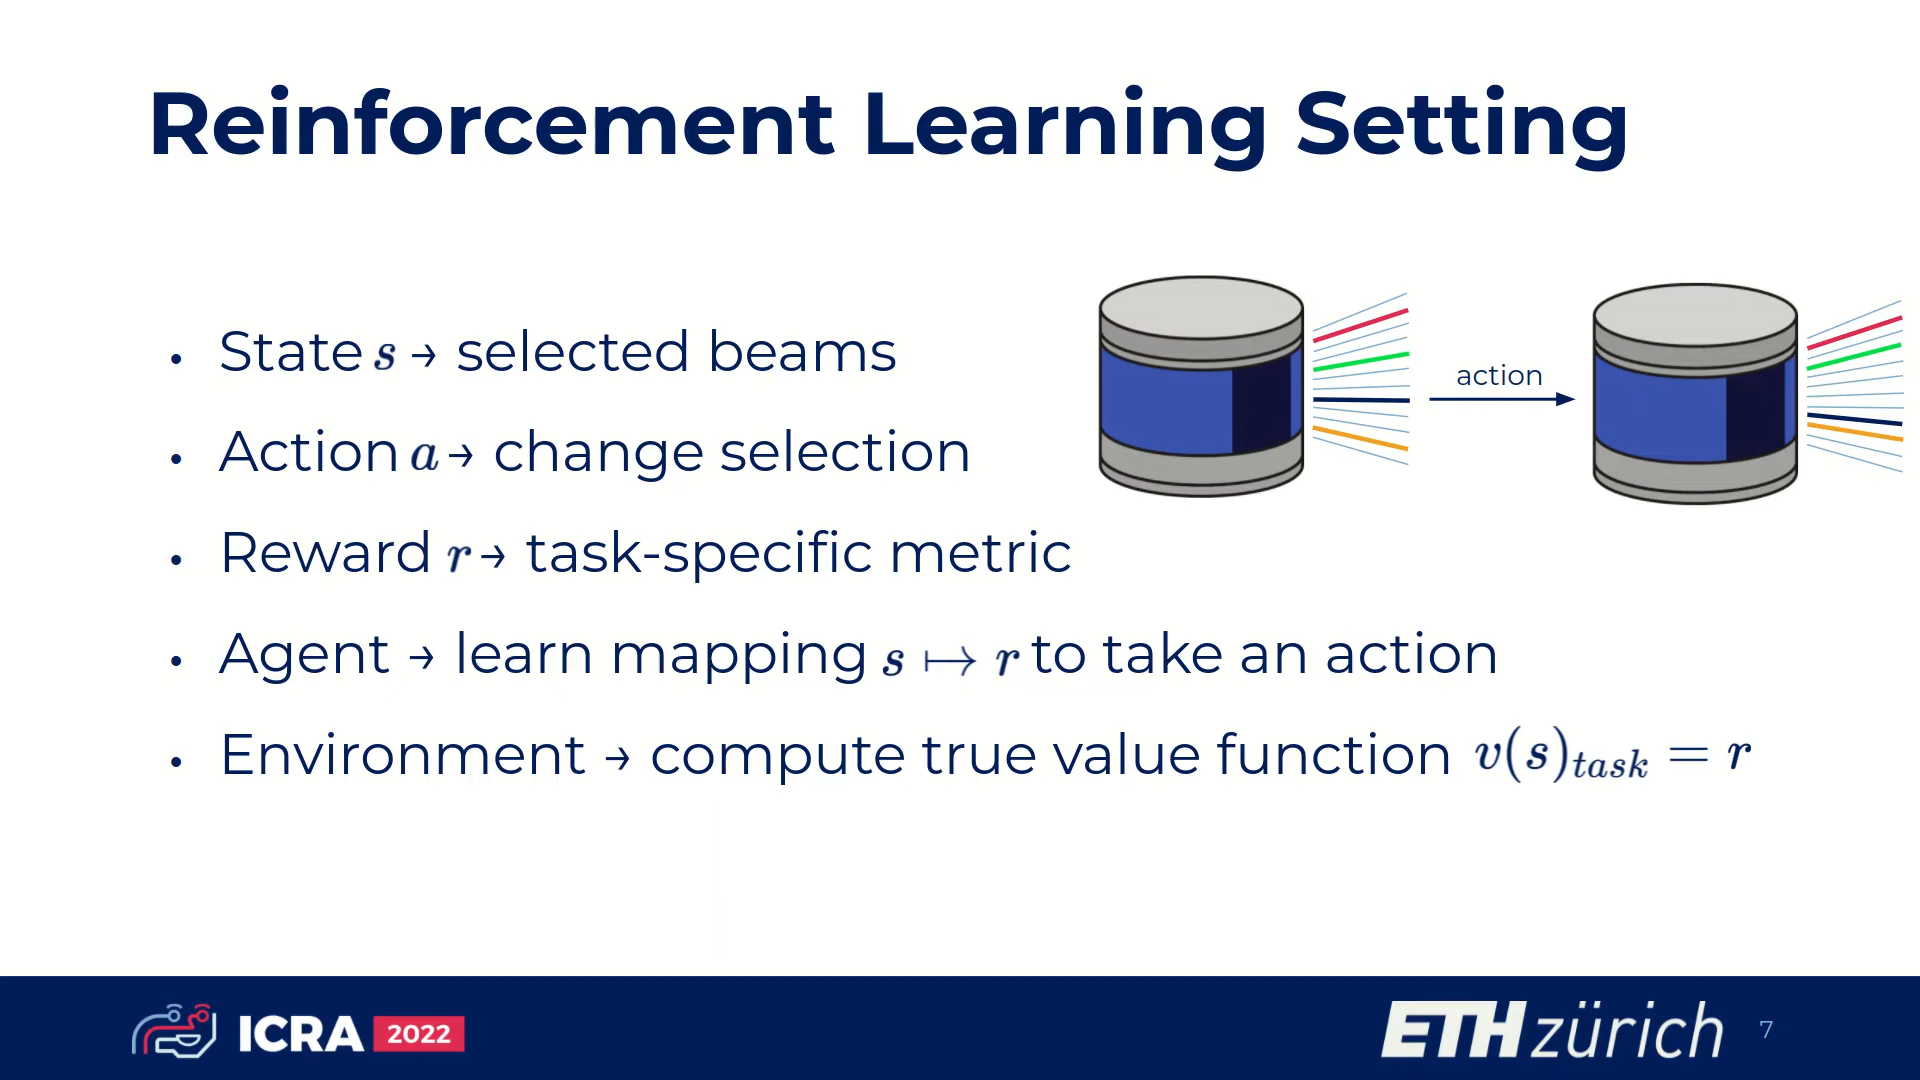 Reinforcement Learning Setting
• State s → selected beams
• Action a → change selection
• Reward r → task-specific metric
• Agent → learn mapping s ↦ r to take an action
• Environment → compute true value function v(s)_{task} = r
action
ICRA 2022
ETH zürich
7